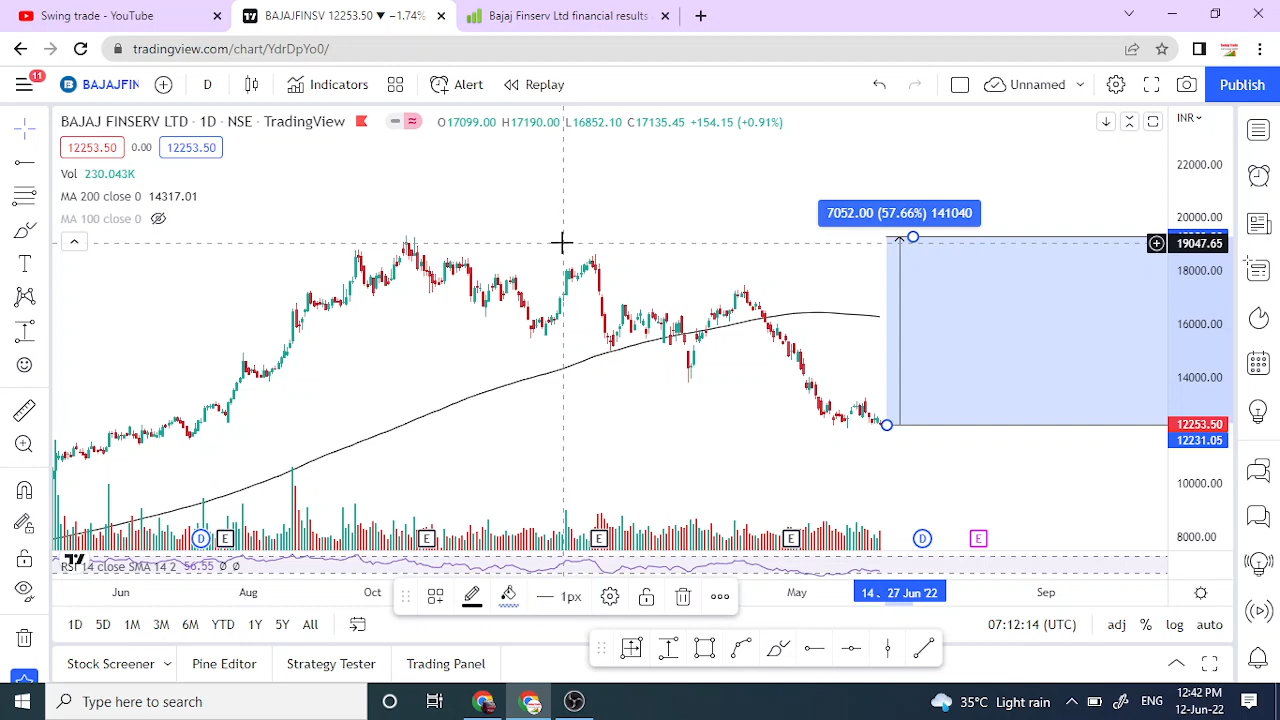 Swing trade - YouTube
BAJAJFINSV 12253.50 ▼ −1.74%
Bajaj Finserv Ltd financial results
tradingview.com/chart/YdrDpYo0/
11
BAJAJFIN
D
Indicators
Alert
Replay
Unnamed
Publish
BAJAJ FINSERV LTD · 1D · NSE · TradingView
O17099.00 H17190.00 L16852.10 C17135.45 +154.15 (+0.91%)
INR
12253.50 0.00 12253.50
Vol 230.043K
MA 200 close 0 14317.01
MA 100 close 0
7052.00 (57.66%) 141040
22000.00
20000.00
19047.65
18000.00
16000.00
14000.00
12253.50
12231.05
10000.00
8000.00
D E E E E D E
RSI 14 close SMA 14 2 56.55 Ø Ø
Jun Aug Oct May 14 27 Jun '22 Sep
1px
1D 5D 1M 3M 6M YTD 1Y 5Y All
07:12:14 (UTC) adj % log auto
Stock Screener Pine Editor Strategy Tester Trading Panel
Type here to search
35°C Light rain
ENG
12:42 PM
12-Jun-22